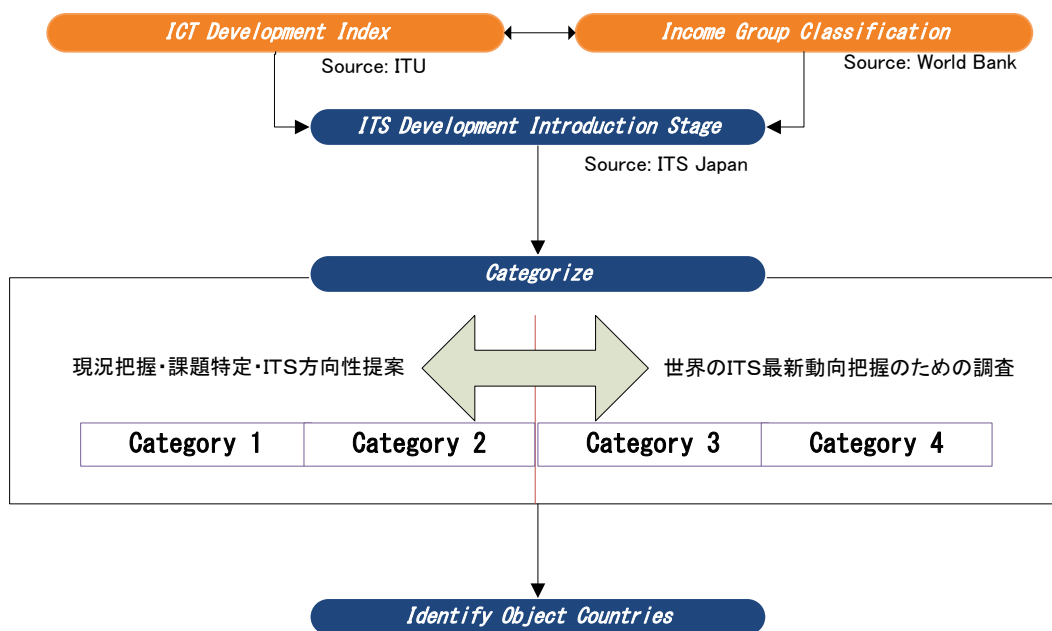 ICT Development Index
Income Group Classification
Source: ITU
Source: World Bank
ITS Development Introduction Stage
Source: ITS Japan
Categorize
現況把握・課題特定・ITS方向性提案
世界のITS最新動向把握のための調査
Category 1
Category 2
Category 3
Category 4
Identify Object Countries